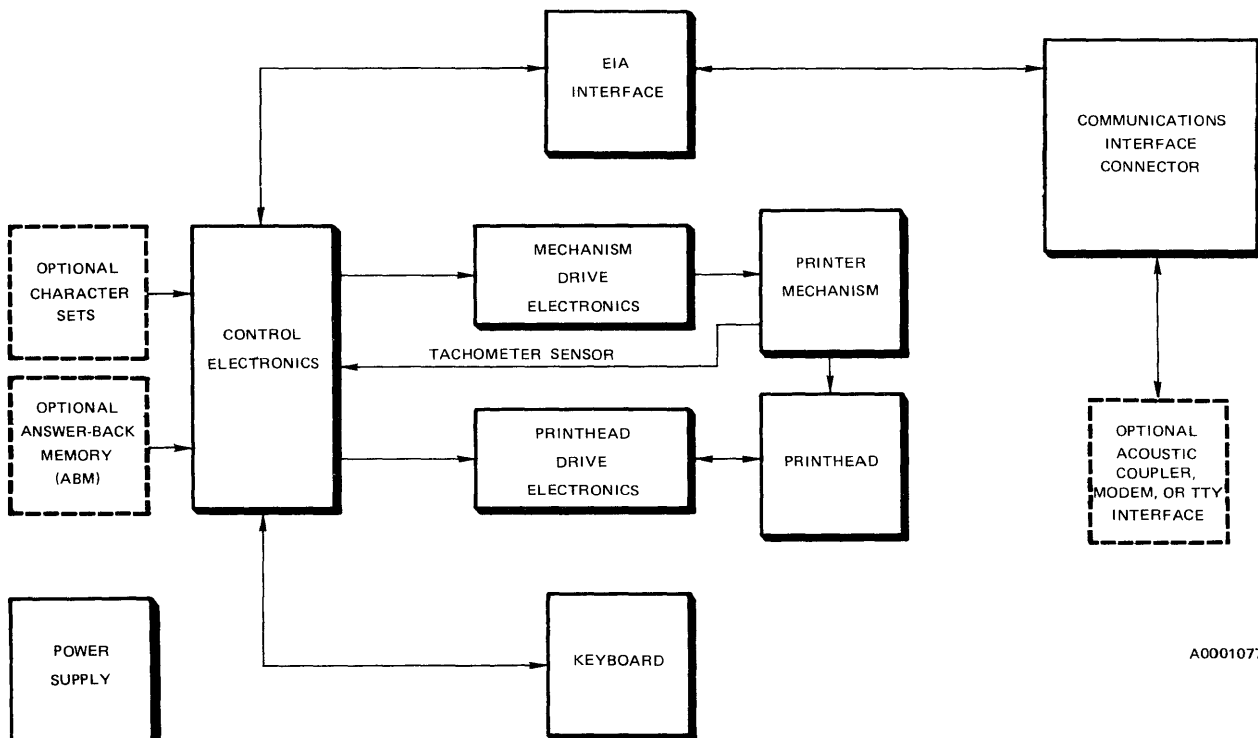 EIA
INTERFACE
COMMUNICATIONS
INTERFACE
CONNECTOR
OPTIONAL
CHARACTER
SETS
CONTROL
ELECTRONICS
MECHANISM
DRIVE
ELECTRONICS
PRINTER
MECHANISM
TACHOMETER SENSOR
OPTIONAL
ANSWER-BACK
MEMORY
(ABM)
PRINTHEAD
DRIVE
ELECTRONICS
PRINTHEAD
OPTIONAL
ACOUSTIC
COUPLER,
MODEM, OR TTY
INTERFACE
POWER
SUPPLY
KEYBOARD
A0001077